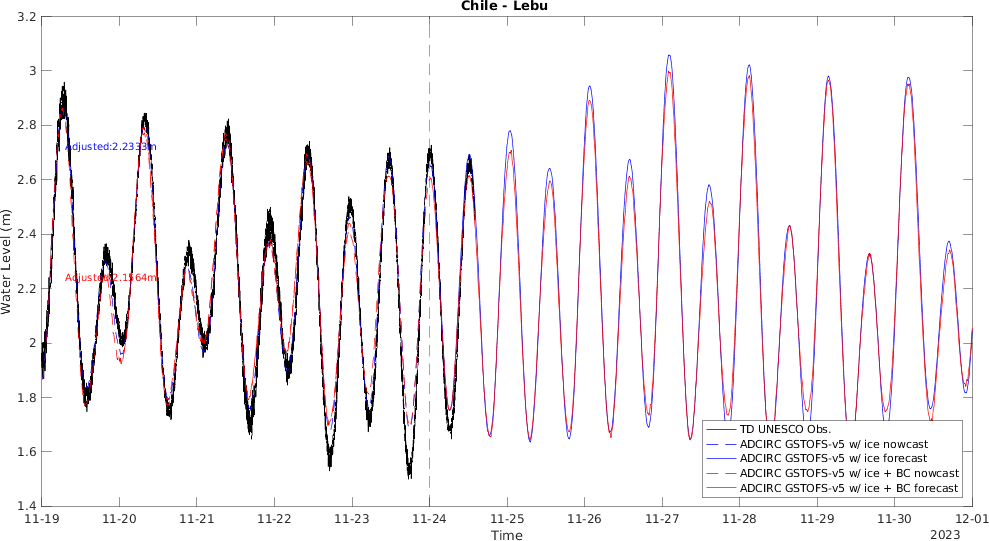 Chile - Lebu
3.2
3
2.8
2.6
2.4
2.2
2
1.8
1.6
1.4
Water Level (m)
Adjusted:2.2333m
Adjusted:2.1564m
TD UNESCO Obs.
ADCIRC GSTOFS-v5 w/ ice nowcast
ADCIRC GSTOFS-v5 w/ ice forecast
ADCIRC GSTOFS-v5 w/ ice + BC nowcast
ADCIRC GSTOFS-v5 w/ ice + BC forecast
11-19 11-20 11-21 11-22 11-23 11-24 11-25 11-26 11-27 11-28 11-29 11-30 12-01
Time
2023